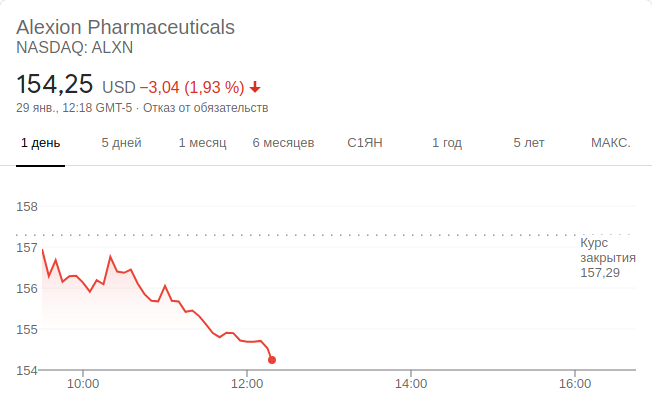 Alexion Pharmaceuticals
NASDAQ: ALXN
154,25 USD −3,04 (1,93 %)
29 янв., 12:18 GMT-5 · Отказ от обязательств
1 день 5 дней 1 месяц 6 месяцев С1ЯН 1 год 5 лет МАКС.
158
157
156
155
154
Курс
закрытия
157,29
10:00 12:00 14:00 16:00